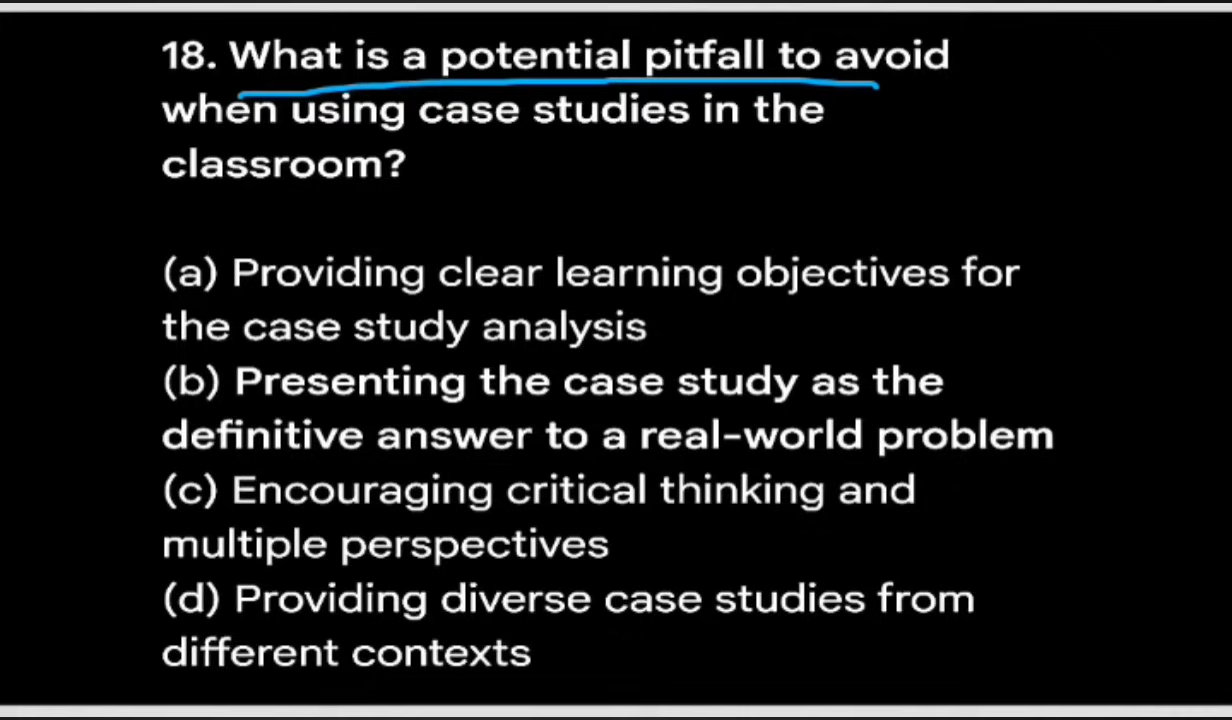 18. What is a potential pitfall to avoid
when using case studies in the
classroom?
(a) Providing clear learning objectives for
the case study analysis
(b) Presenting the case study as the
definitive answer to a real-world problem
(c) Encouraging critical thinking and
multiple perspectives
(d) Providing diverse case studies from
different contexts